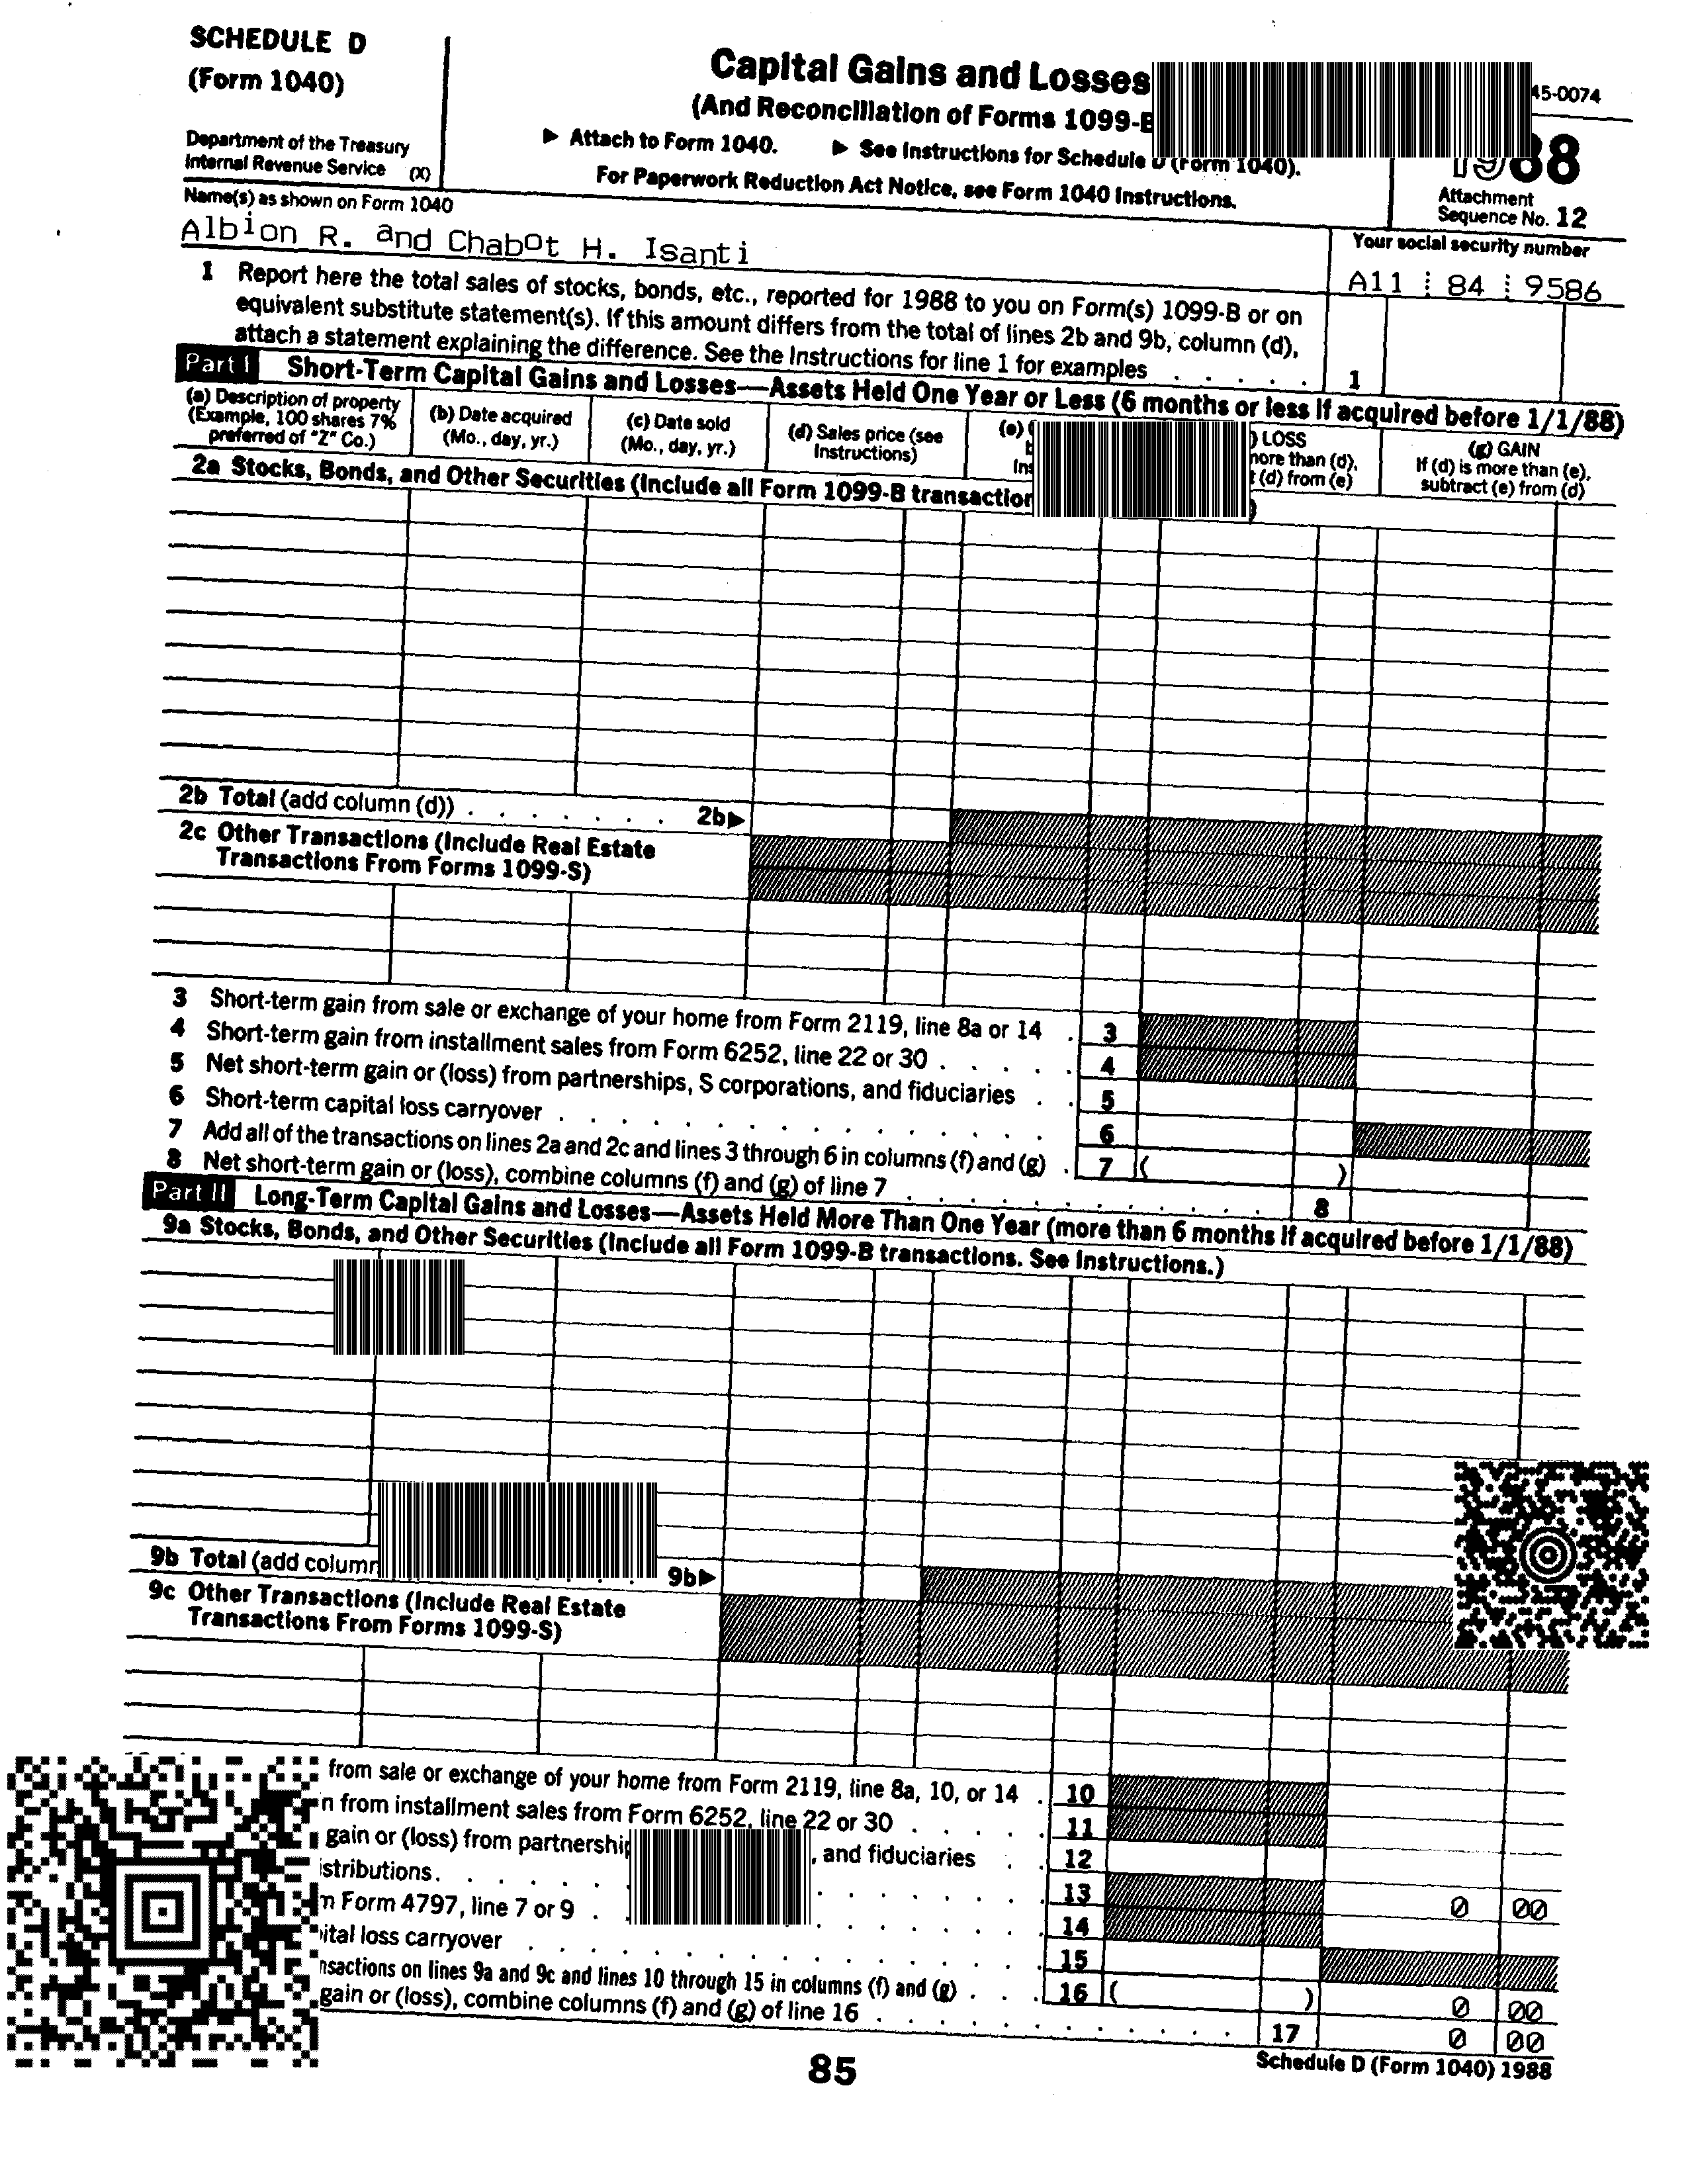 SCHEDULE D
(Form 1040)
Department of the Treasury
Internal Revenue Service (X)
Capital Gains and Losses
(And Reconciliation of Forms 1099-B
▶ Attach to Form 1040. ▶ See Instructions for Schedule D (Form 1040).
For Paperwork Reduction Act Notice, see Form 1040 Instructions.
45-0074
1988
Attachment
Sequence No. 12
Name(s) as shown on Form 1040
Albion R. and Chabot H. Isanti
Your social security number
A11 84 9586
1 Report here the total sales of stocks, bonds, etc., reported for 1988 to you on Form(s) 1099-B or on
equivalent substitute statement(s). If this amount differs from the total of lines 2b and 9b, column (d),
attach a statement explaining the difference. See the Instructions for line 1 for examples . . . . . 1
Part I Short-Term Capital Gains and Losses—Assets Held One Year or Less (6 months or less if acquired before 1/1/88)
(a) Description of property
(Example, 100 shares 7%
preferred of "Z" Co.)
(b) Date acquired
(Mo., day, yr.)
(c) Date sold
(Mo., day, yr.)
(d) Sales price (see
Instructions)
(e)
) LOSS
more than (d),
(d) from (e)
(g) GAIN
If (d) is more than (e),
subtract (e) from (d)
2a Stocks, Bonds, and Other Securities (Include all Form 1099-B transaction
2b Total (add column (d)) . . . . . . . 2b▶
2c Other Transactions (Include Real Estate
Transactions From Forms 1099-S)
3 Short-term gain from sale or exchange of your home from Form 2119, line 8a or 14 . 3
4 Short-term gain from installment sales from Form 6252, line 22 or 30 . . . . . 4
5 Net short-term gain or (loss) from partnerships, S corporations, and fiduciaries . . 5
6 Short-term capital loss carryover . . . . . . . . . . . . . . 6
7 Add all of the transactions on lines 2a and 2c and lines 3 through 6 in columns (f) and (g) . 7 ( )
8 Net short-term gain or (loss), combine columns (f) and (g) of line 7 . . . . . . . . . . . 8
Part II Long-Term Capital Gains and Losses—Assets Held More Than One Year (more than 6 months if acquired before 1/1/88)
9a Stocks, Bonds, and Other Securities (Include all Form 1099-B transactions. See Instructions.)
9b Total (add column . . . 9b▶
9c Other Transactions (Include Real Estate
Transactions From Forms 1099-S)
from sale or exchange of your home from Form 2119, line 8a, 10, or 14 . 10
n from installment sales from Form 6252, line 22 or 30 . . . . . 11
gain or (loss) from partnership , and fiduciaries . . 12
istributions. . . . . . . . . . . . 13 0 00
m Form 4797, line 7 or 9 . . . . . . . . 14
ital loss carryover . . . . . . . . . . . . . 15
nsactions on lines 9a and 9c and lines 10 through 15 in columns (f) and (g) . . . 16 ( ) 0 00
gain or (loss), combine columns (f) and (g) of line 16 . . . . . . . . . . . 17 0 00
85
Schedule D (Form 1040) 1988